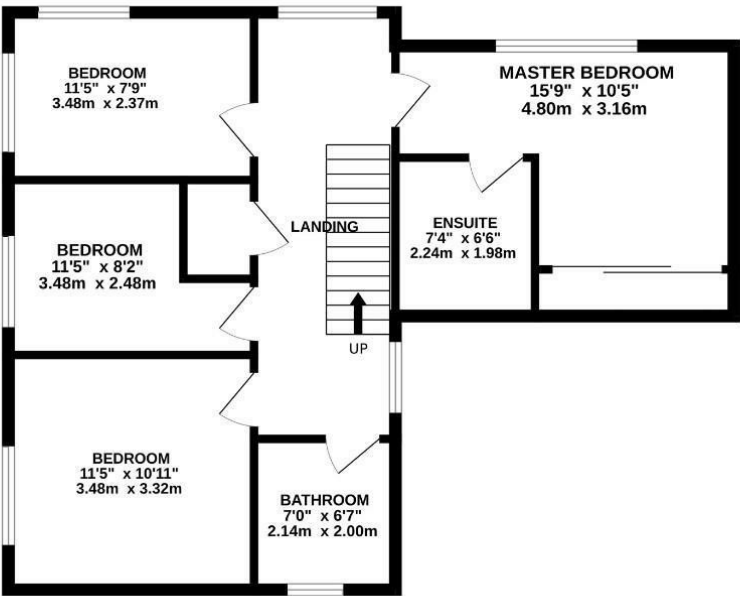 BEDROOM
11'5" x 7'9"
3.48m x 2.37m
MASTER BEDROOM
15'9" x 10'5"
4.80m x 3.16m
LANDING
ENSUITE
7'4" x 6'6"
2.24m x 1.98m
BEDROOM
11'5" x 8'2"
3.48m x 2.48m
UP
BEDROOM
11'5" x 10'11"
3.48m x 3.32m
BATHROOM
7'0" x 6'7"
2.14m x 2.00m